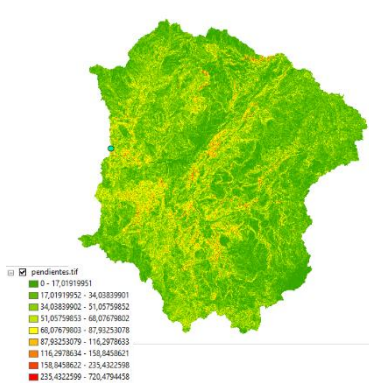 pendientes.tif
0 - 17,01919951
17,01919952 - 34,03839901
34,03839902 - 51,05759852
51,05759853 - 68,07679802
68,07679803 - 87,93253078
87,93253079 - 116,2978633
116,2978634 - 158,8458621
158,8458622 - 235,4322598
235,4322599 - 720,4794458